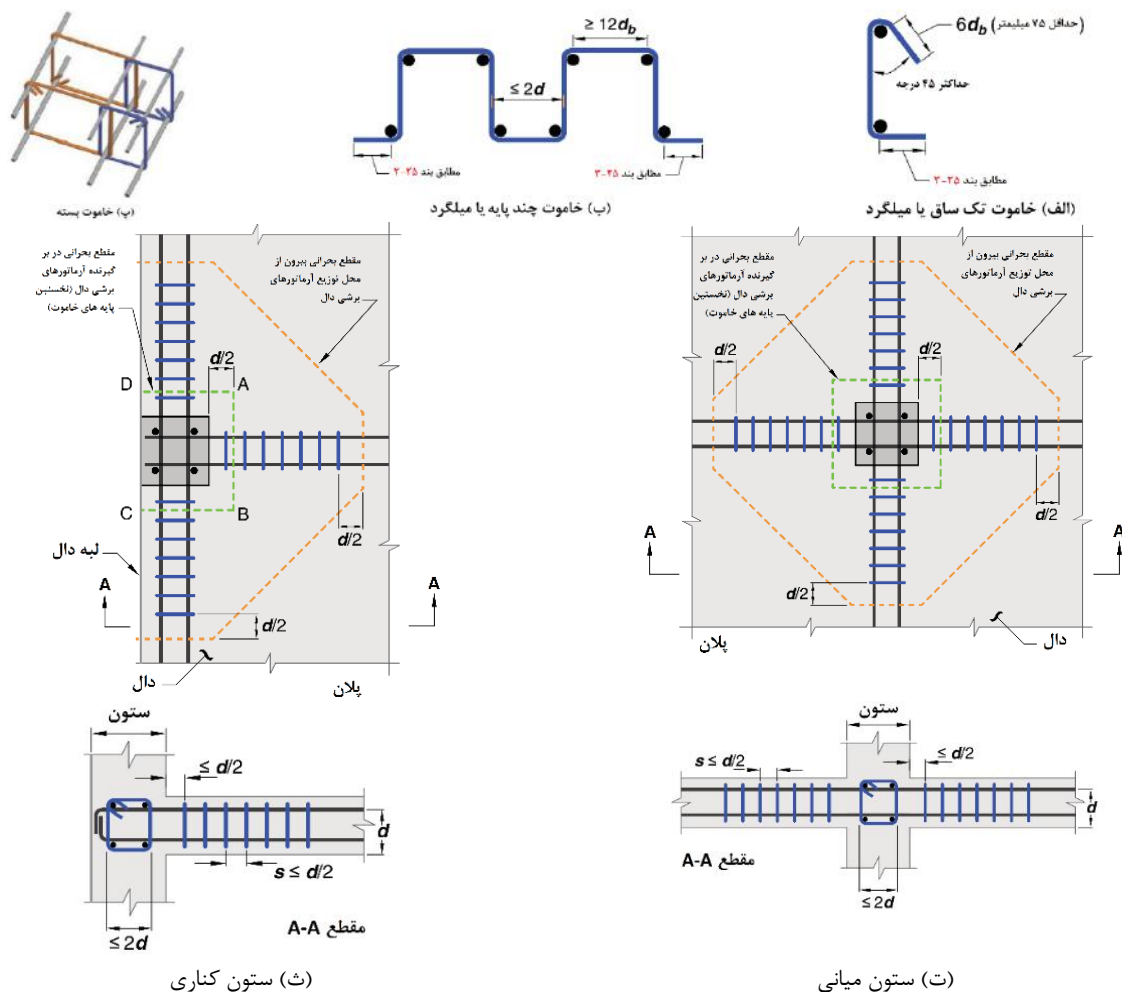 6d_b (حداقل ۷۵ میلیمتر)
حداکثر ۴۵ درجه
مطابق بند ۲۵-۳
(الف) خاموت تک ساق یا میلگرد
≥ 12d_b
≤ 2d
مطابق بند ۲۵-۳
مطابق بند ۲۵-۳
(ب) خاموت چند پایه یا میلگرد
(پ) خاموت بسته
مقطع بحرانی بیرون از
محل توزیع آرماتورهای
برشی دال
مقطع بحرانی در بر
گیرنده آرماتورهای
برشی دال (نخستین
پایه های خاموت)
d/2
d/2
d/2
d/2
A
A
دال
پلان
مقطع بحرانی بیرون از
محل توزیع آرماتورهای
برشی دال
مقطع بحرانی در بر
گیرنده آرماتورهای
برشی دال (نخستین
پایه های خاموت)
d/2
D
A
C
B
d/2
لبه دال
A
A
d/2
دال
پلان
ستون
s ≤ d/2
≤ d/2
d
مقطع A-A
≤ 2d
(ت) ستون میانی
ستون
≤ d/2
d
s ≤ d/2
مقطع A-A
≤ 2d
(ث) ستون کناری